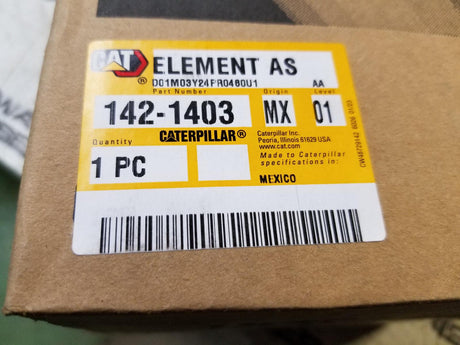 CAT
® ELEMENT AS
D01M03Y24PR0460U1 AA
Part Number Origin Level
142-1403 MX 01
Quantity CATERPILLAR®
1 PC
Caterpillar Inc.
Peoria, Illinois 61629 USA
www.cat.com
Made to Caterpillar
specifications in:
MEXICO